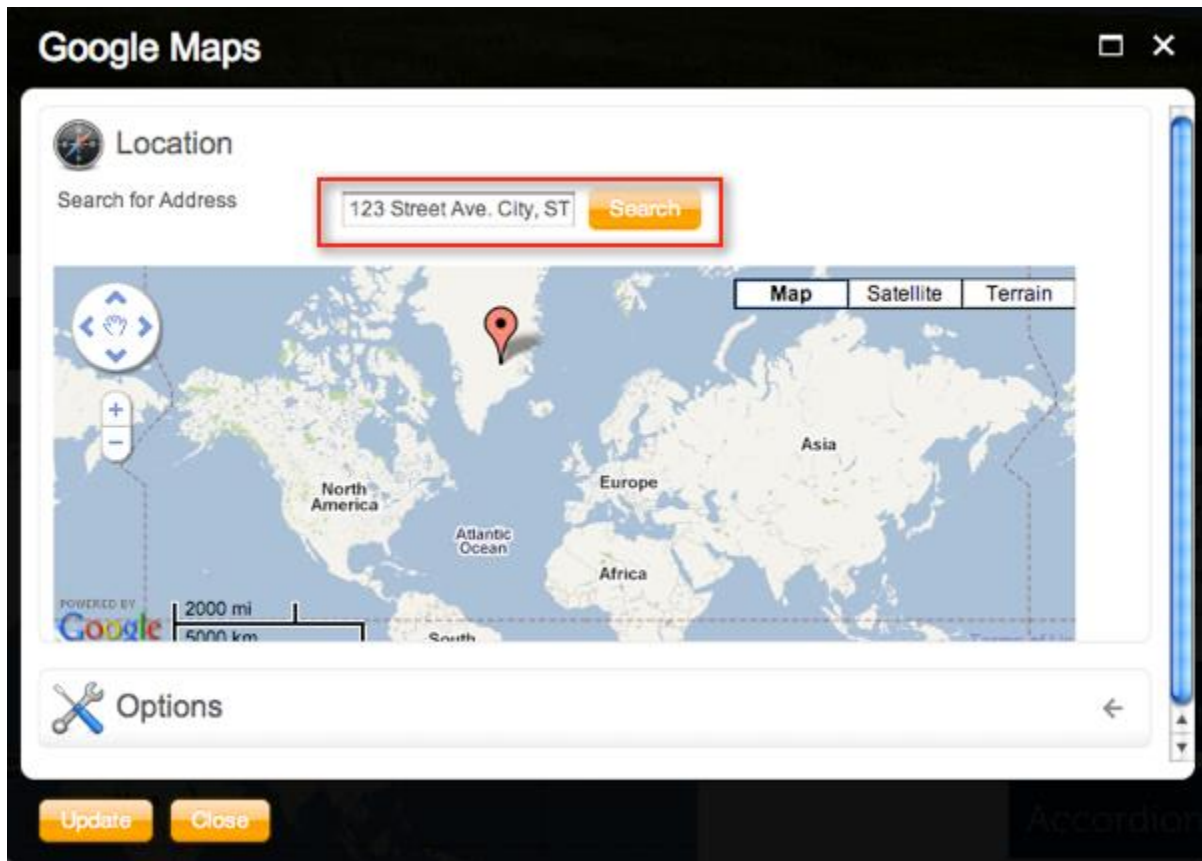 Google Maps
Location
Search for Address
123 Street Ave. City, ST
Search
Map
Satellite
Terrain
Asia
Europe
North
America
Atlantic
Ocean
Africa
South
POWERED BY
Google
2000 mi
5000 km
Options
Update
Close
Accordion